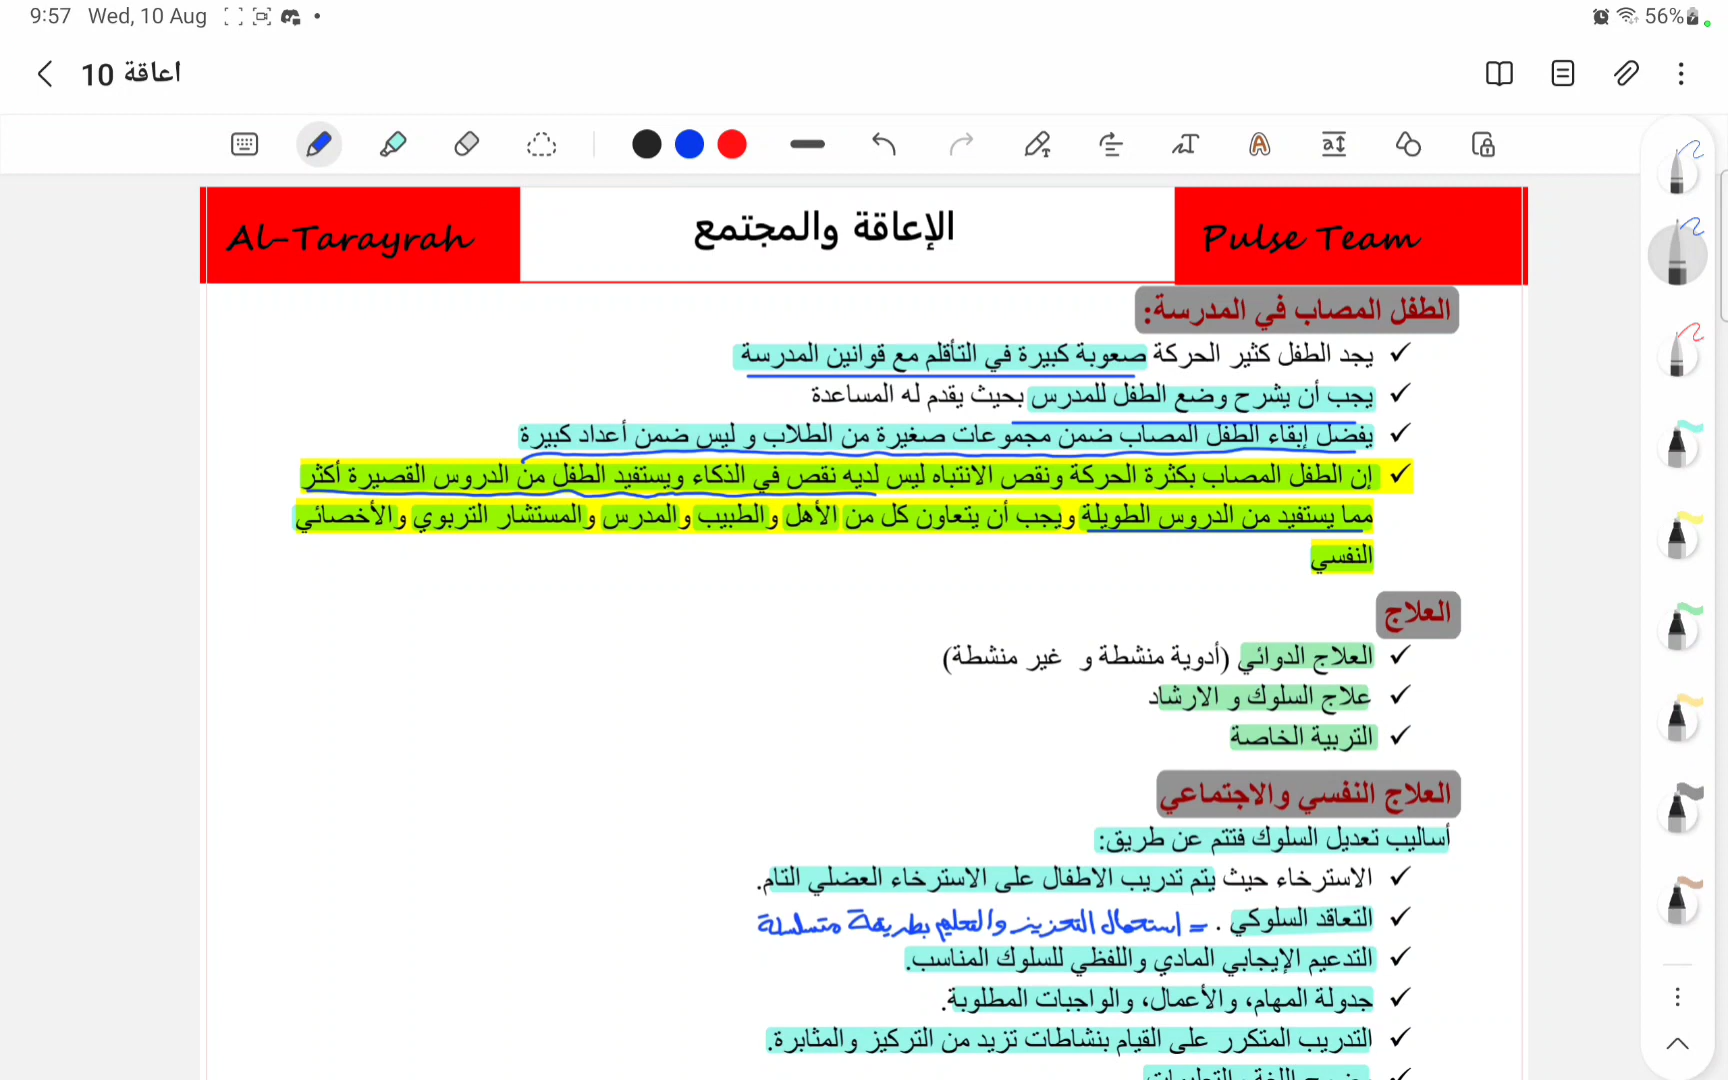 9:57 Wed, 10 Aug
56%
اعاقة 10
Al-Tarayrah
الإعاقة والمجتمع
Pulse Team
الطفل المصاب في المدرسة:
✓ يجد الطفل كثير الحركة صعوبة كبيرة في التأقلم مع قوانين المدرسة
✓ يجب أن يشرح وضع الطفل للمدرس بحيث يقدم له المساعدة
✓ يفضل إبقاء الطفل المصاب ضمن مجموعات صغيرة من الطلاب و ليس ضمن أعداد كبيرة
✓ إن الطفل المصاب بكثرة الحركة ونقص الانتباه ليس لديه نقص في الذكاء ويستفيد الطفل من الدروس القصيرة أكثر
مما يستفيد من الدروس الطويلة ويجب أن يتعاون كل من الأهل والطبيب والمدرس والمستشار التربوي والأخصائي
النفسي
العلاج
✓ العلاج الدوائي (أدوية منشطة و غير منشطة)
✓ علاج السلوك و الارشاد
✓ التربية الخاصة
العلاج النفسي والاجتماعي
أساليب تعديل السلوك فتتم عن طريق:
✓ الاسترخاء حيث يتم تدريب الاطفال على الاسترخاء العضلي التام.
✓ التعاقد السلوكي . = استعمال التعزيز والتعليم بطريقة متسلسلة
✓ التدعيم الإيجابي المادي واللفظي للسلوك المناسب.
✓ جدولة المهام، والأعمال، والواجبات المطلوبة.
✓ التدريب المتكرر على القيام بنشاطات تزيد من التركيز والمثابرة.